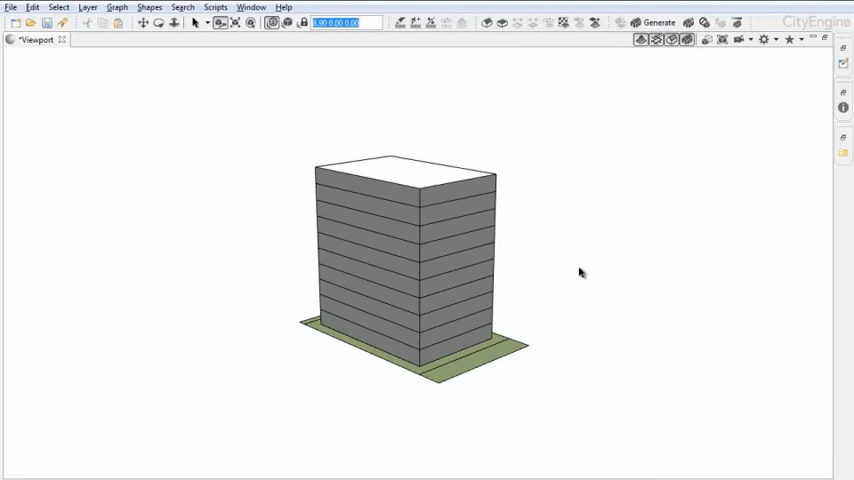 File Edit Select Layer Graph Shapes Search Scripts Window Help
Generate
CityEngine
*Viewport